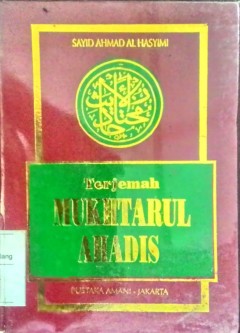 SAYID AHMAD AL HASYIMI
Terjemah
MUKHTARUL
AHADIS
PUSTAKA AMANI - JAKARTA